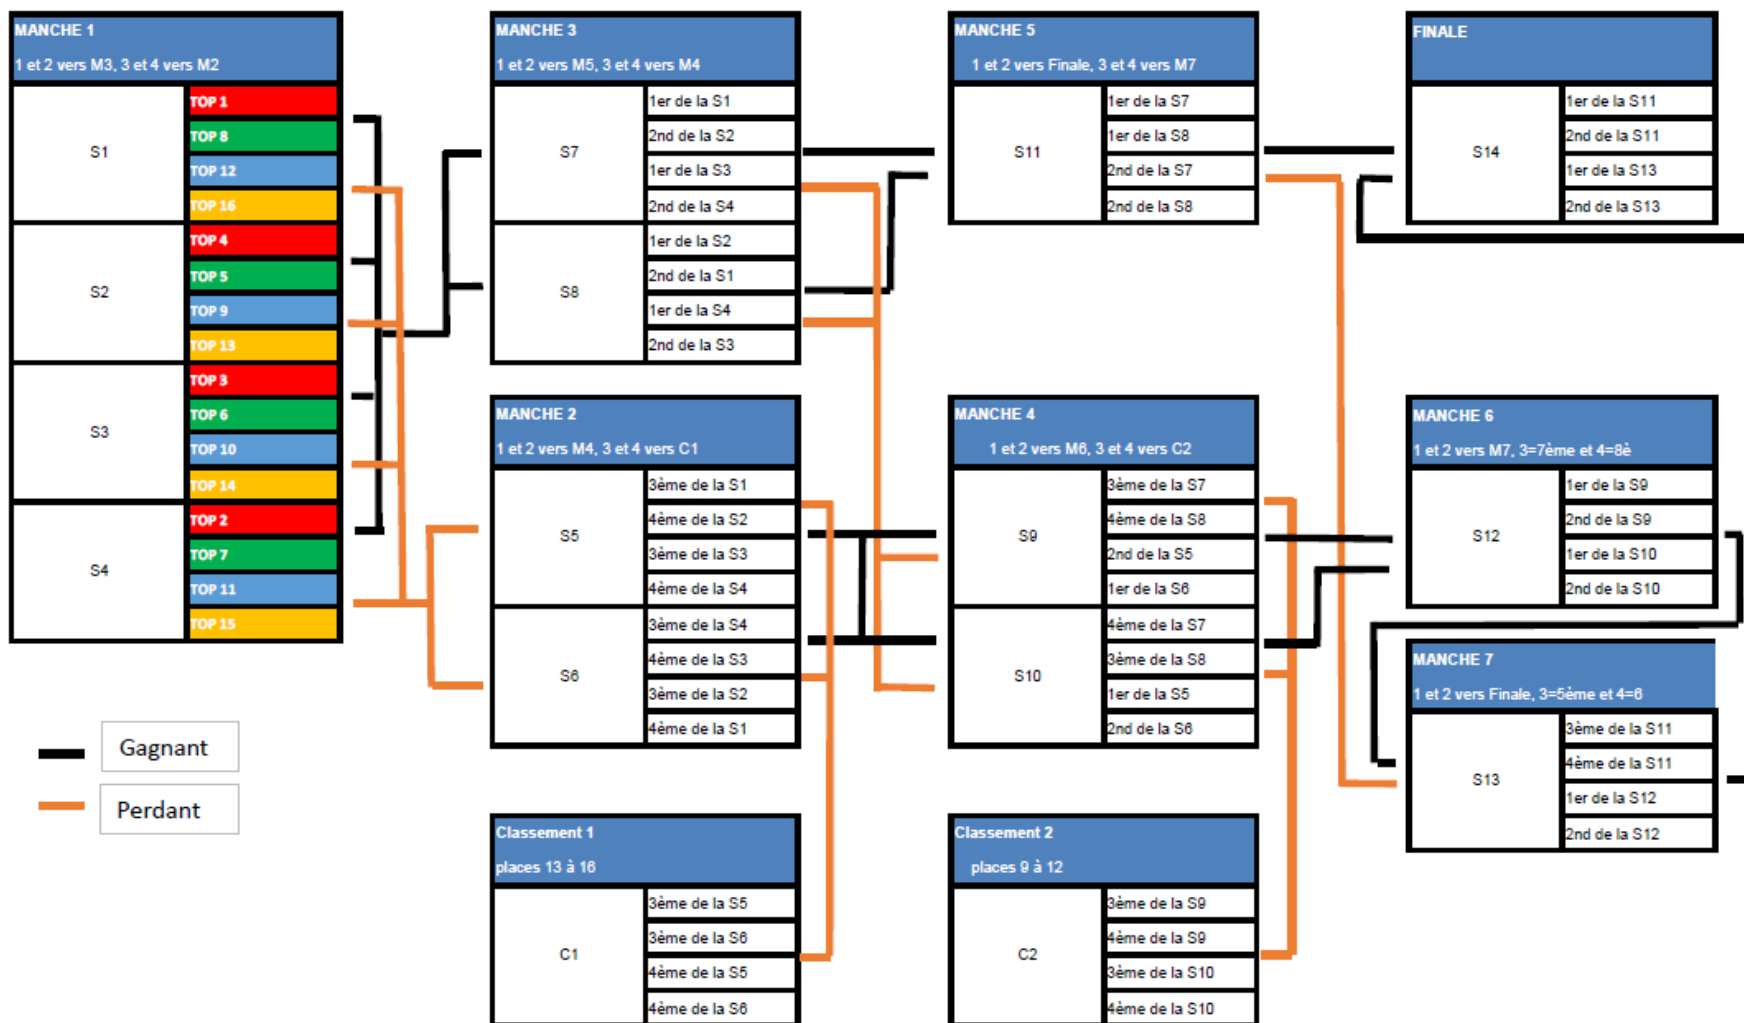 MANCHE 1
1 et 2 vers M3, 3 et 4 vers M2
S1
TOP 1
TOP 8
TOP 12
TOP 16
S2
TOP 4
TOP 5
TOP 9
TOP 13
S3
TOP 3
TOP 6
TOP 10
TOP 14
S4
TOP 2
TOP 7
TOP 11
TOP 15
Gagnant
Perdant
MANCHE 3
1 et 2 vers M5, 3 et 4 vers M4
S7
1er de la S1
2nd de la S2
1er de la S3
2nd de la S4
S8
1er de la S2
2nd de la S1
1er de la S4
2nd de la S3
MANCHE 2
1 et 2 vers M4, 3 et 4 vers C1
S5
3ème de la S1
4ème de la S2
3ème de la S3
4ème de la S4
S6
3ème de la S4
4ème de la S3
3ème de la S2
4ème de la S1
Classement 1
places 13 à 16
C1
3ème de la S5
3ème de la S6
4ème de la S5
4ème de la S6
MANCHE 5
1 et 2 vers Finale, 3 et 4 vers M7
S11
1er de la S7
1er de la S8
2nd de la S7
2nd de la S8
MANCHE 4
1 et 2 vers M6, 3 et 4 vers C2
S9
3ème de la S7
4ème de la S8
2nd de la S5
1er de la S6
S10
4ème de la S7
3ème de la S8
1er de la S5
2nd de la S6
Classement 2
places 9 à 12
C2
3ème de la S9
4ème de la S9
3ème de la S10
4ème de la S10
FINALE
S14
1er de la S11
2nd de la S11
1er de la S13
2nd de la S13
MANCHE 6
1 et 2 vers M7, 3=7ème et 4=8è
S12
1er de la S9
2nd de la S9
1er de la S10
2nd de la S10
MANCHE 7
1 et 2 vers Finale, 3=5ème et 4=6
S13
3ème de la S11
4ème de la S11
1er de la S12
2nd de la S12